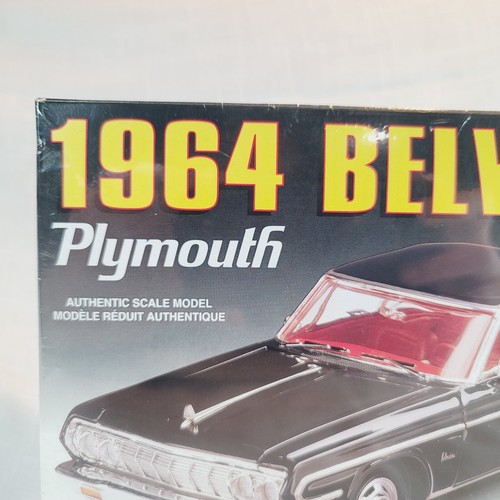 1964 BELV
Plymouth
AUTHENTIC SCALE MODEL
MODÈLE RÉDUIT AUTHENTIQUE